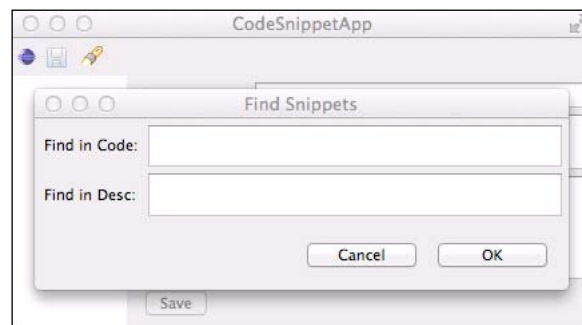 CodeSnippetApp
Find Snippets
Find in Code:
Find in Desc:
Cancel OK
Save